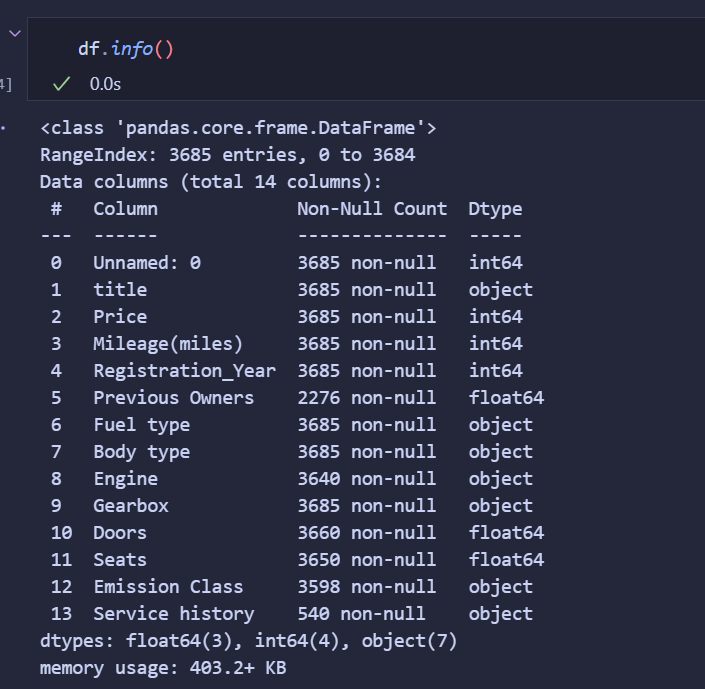 df.info()
4]
0.0s
<class 'pandas.core.frame.DataFrame'>
RangeIndex: 3685 entries, 0 to 3684
Data columns (total 14 columns):
 #   Column             Non-Null Count  Dtype
---  ------             --------------  -----
 0   Unnamed: 0         3685 non-null   int64
 1   title              3685 non-null   object
 2   Price              3685 non-null   int64
 3   Mileage(miles)     3685 non-null   int64
 4   Registration_Year  3685 non-null   int64
 5   Previous Owners    2276 non-null   float64
 6   Fuel type          3685 non-null   object
 7   Body type          3685 non-null   object
 8   Engine             3640 non-null   object
 9   Gearbox            3685 non-null   object
 10  Doors              3660 non-null   float64
 11  Seats              3650 non-null   float64
 12  Emission Class     3598 non-null   object
 13  Service history    540 non-null    object
dtypes: float64(3), int64(4), object(7)
memory usage: 403.2+ KB